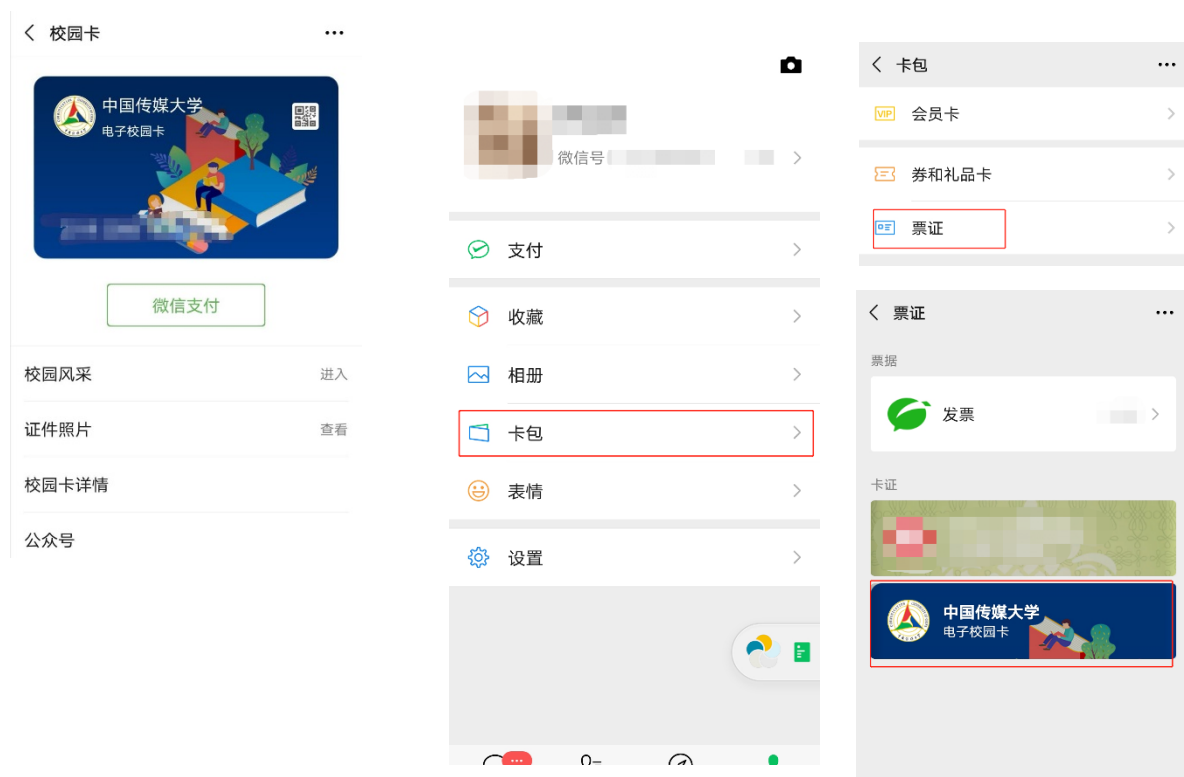 校园卡
中国传媒大学
电子校园卡
微信支付
校园风采 进入
证件照片 查看
校园卡详情
公众号
微信号
支付
收藏
相册
卡包
表情
设置
卡包
VIP 会员卡
券和礼品卡
票证
票证
票据
发票
卡证
中国传媒大学
电子校园卡